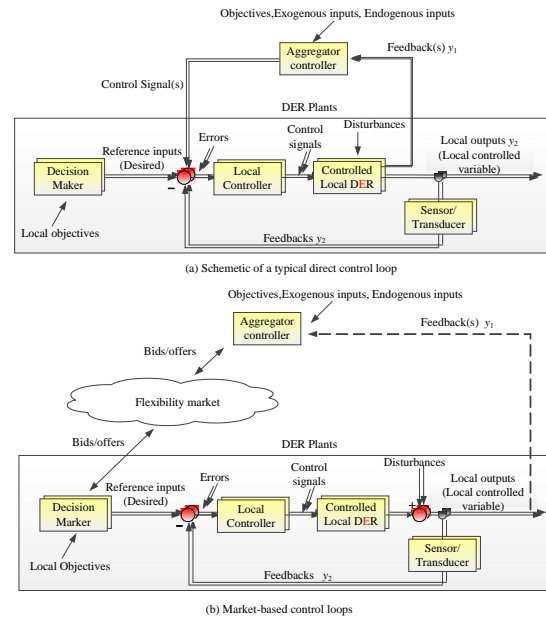 Objectives,Exogenous inputs, Endogenous inputs
Aggregator
controller
Feedback(s) y1
Control Signal(s)
DER Plants
Reference inputs
(Desired)
Errors
Control
signals
Disturbances
Local outputs y2
(Local controlled
variable)
Decision
Maker
−
Local
Controller
Controlled
Local DER
Sensor/
Transducer
Local objectives
Feedbacks y2
(a) Schemetic of a typical direct control loop
Objectives,Exogenous inputs, Endogenous inputs
Aggregator
controller
Feedback(s) y1
Bids/offers
Flexibility market
Bids/offers
DER Plants
Reference inputs
(Desired)
Errors
Control
signals
Disturbances
Local outputs
(Local controlled
variable)
Decision
Marker
−
Local
Controller
Controlled
Local DER
+
Sensor/
Transducer
Local Objectives
Feedbacks y2
(b) Market-based control loops